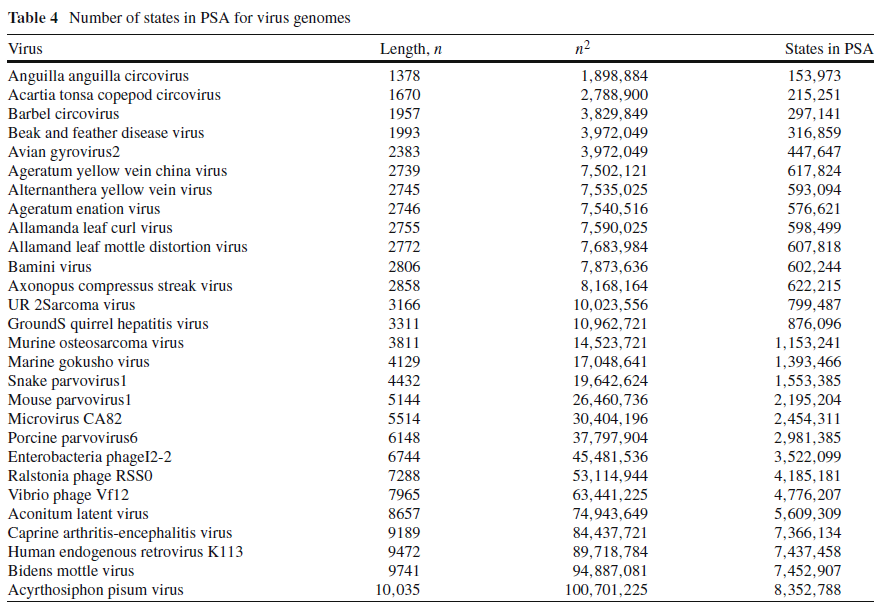 Table 4 Number of states in PSA for virus genomes
Virus Length, n n² States in PSA
Anguilla anguilla circovirus 1378 1,898,884 153,973
Acartia tonsa copepod circovirus 1670 2,788,900 215,251
Barbel circovirus 1957 3,829,849 297,141
Beak and feather disease virus 1993 3,972,049 316,859
Avian gyrovirus2 2383 3,972,049 447,647
Ageratum yellow vein china virus 2739 7,502,121 617,824
Alternanthera yellow vein virus 2745 7,535,025 593,094
Ageratum enation virus 2746 7,540,516 576,621
Allamanda leaf curl virus 2755 7,590,025 598,499
Allamand leaf mottle distortion virus 2772 7,683,984 607,818
Bamini virus 2806 7,873,636 602,244
Axonopus compressus streak virus 2858 8,168,164 622,215
UR 2Sarcoma virus 3166 10,023,556 799,487
GroundS quirrel hepatitis virus 3311 10,962,721 876,096
Murine osteosarcoma virus 3811 14,523,721 1,153,241
Marine gokusho virus 4129 17,048,641 1,393,466
Snake parvovirus1 4432 19,642,624 1,553,385
Mouse parvovirus1 5144 26,460,736 2,195,204
Microvirus CA82 5514 30,404,196 2,454,311
Porcine parvovirus6 6148 37,797,904 2,981,385
Enterobacteria phageI2-2 6744 45,481,536 3,522,099
Ralstonia phage RSS0 7288 53,114,944 4,185,181
Vibrio phage Vf12 7965 63,441,225 4,776,207
Aconitum latent virus 8657 74,943,649 5,609,309
Caprine arthritis-encephalitis virus 9189 84,437,721 7,366,134
Human endogenous retrovirus K113 9472 89,718,784 7,437,458
Bidens mottle virus 9741 94,887,081 7,452,907
Acyrthosiphon pisum virus 10,035 100,701,225 8,352,788